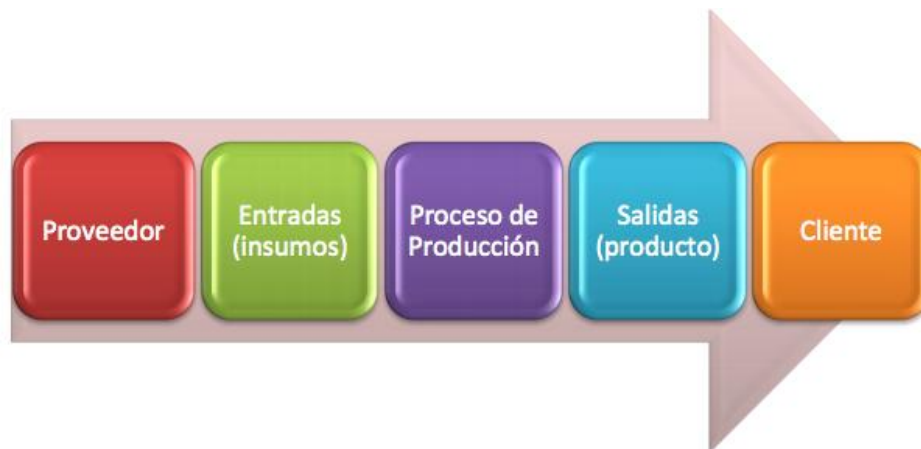 Proveedor
Entradas
(insumos)
Proceso de
Producción
Salidas
(producto)
Cliente